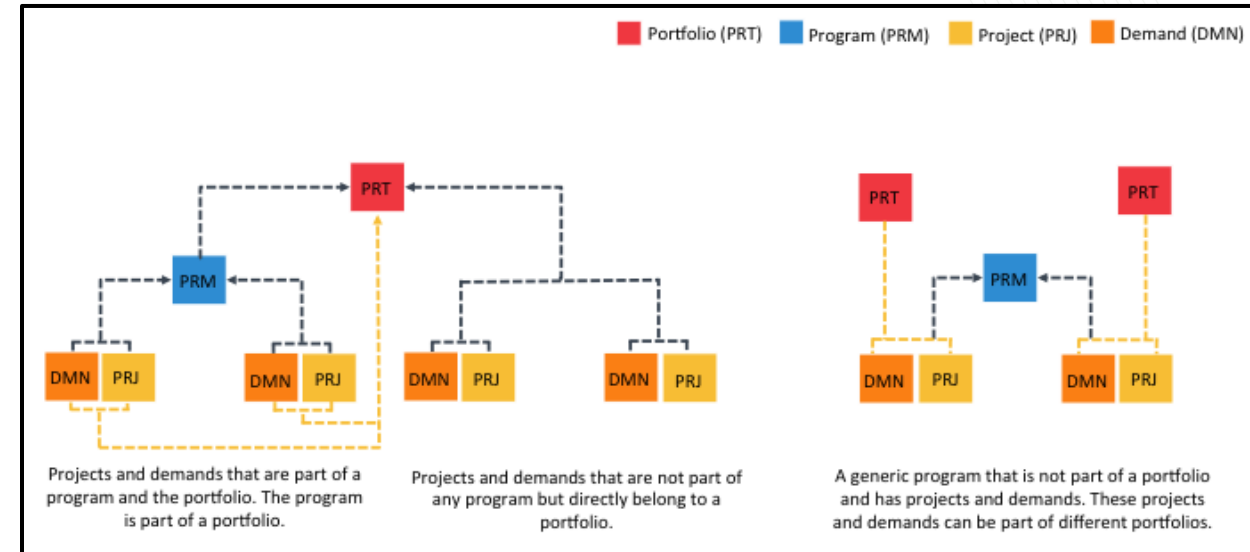 Portfolio (PRT) Program (PRM) Project (PRJ) Demand (DMN)
PRT
PRM
DMN PRJ
DMN PRJ
DMN PRJ
DMN PRJ
Projects and demands that are part of a
program and the portfolio. The program
is part of a portfolio.
Projects and demands that are not part of
any program but directly belong to a
portfolio.
PRT
PRT
PRM
DMN PRJ
DMN PRJ
A generic program that is not part of a portfolio
and has projects and demands. These projects
and demands can be part of different portfolios.